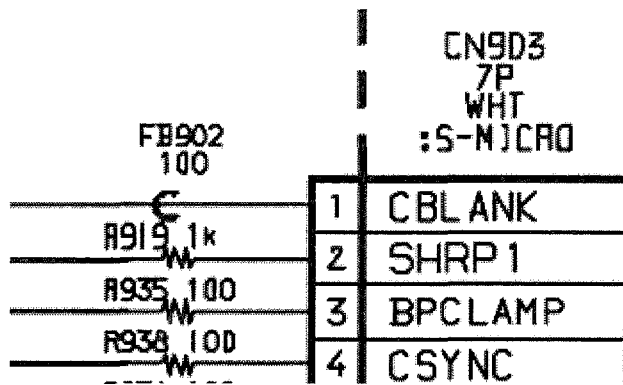 CN9D3
7P
WHT
:S-MICRO
FB902
100
1 CBLANK
R919 1k
2 SHRP1
R935 100
3 BPCLAMP
R938 100
4 CSYNC